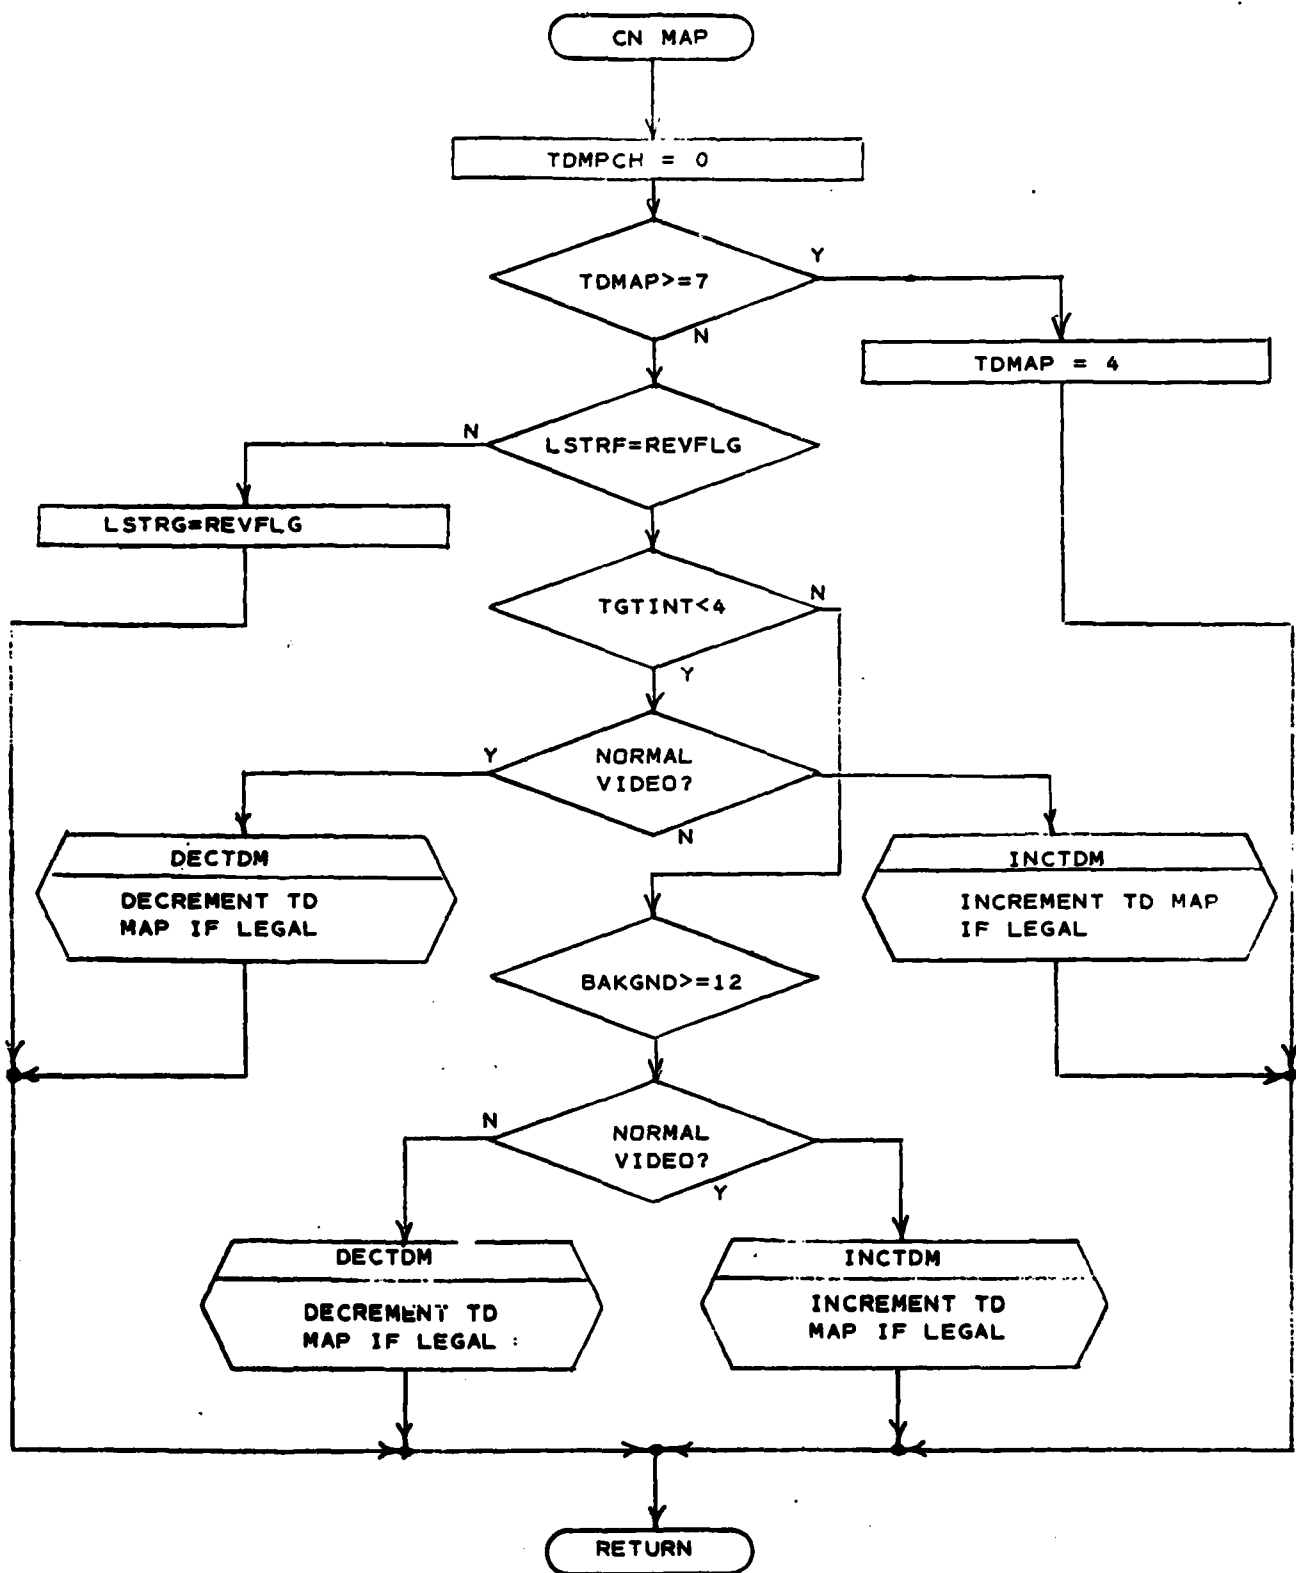 CN MAP
TDMPCH = 0
TDMAP>=7
Y
N
TDMAP = 4
LSTRF=REVFLG
N
LSTRG=REVFLG
TGTINT<4
N
Y
NORMAL
VIDEO?
Y
N
DECTDM
DECREMENT TD
MAP IF LEGAL
INCTDM
INCREMENT TD MAP
IF LEGAL
BAKGND>=12
NORMAL
VIDEO?
N
Y
DECTDM
DECREMENT TD
MAP IF LEGAL
INCTDM
INCREMENT TD
MAP IF LEGAL
RETURN